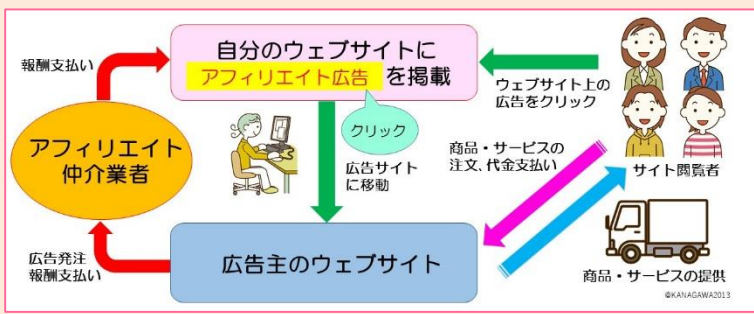 自分のウェブサイトに
アフィリエイト広告 を掲載
報酬支払い
ウェブサイト上の
広告をクリック
クリック
アフィリエイト
仲介業者
広告サイト
に移動
商品・サービスの
注文、代金支払い
サイト閲覧者
広告発注
報酬支払い
広告主のウェブサイト
商品・サービスの提供
©KANAGAWA2013